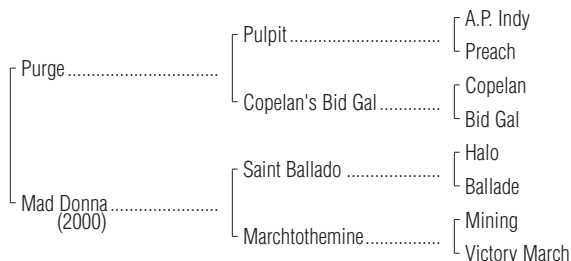 A.P. Indy
Pulpit..................................
Preach
Purge................................
Copelan
Copelan's Bid Gal.............
Bid Gal
Halo
Saint Ballado ....................
Ballade
Mad Donna.......................
(2000)
Mining
Marchtothemine................
Victory March